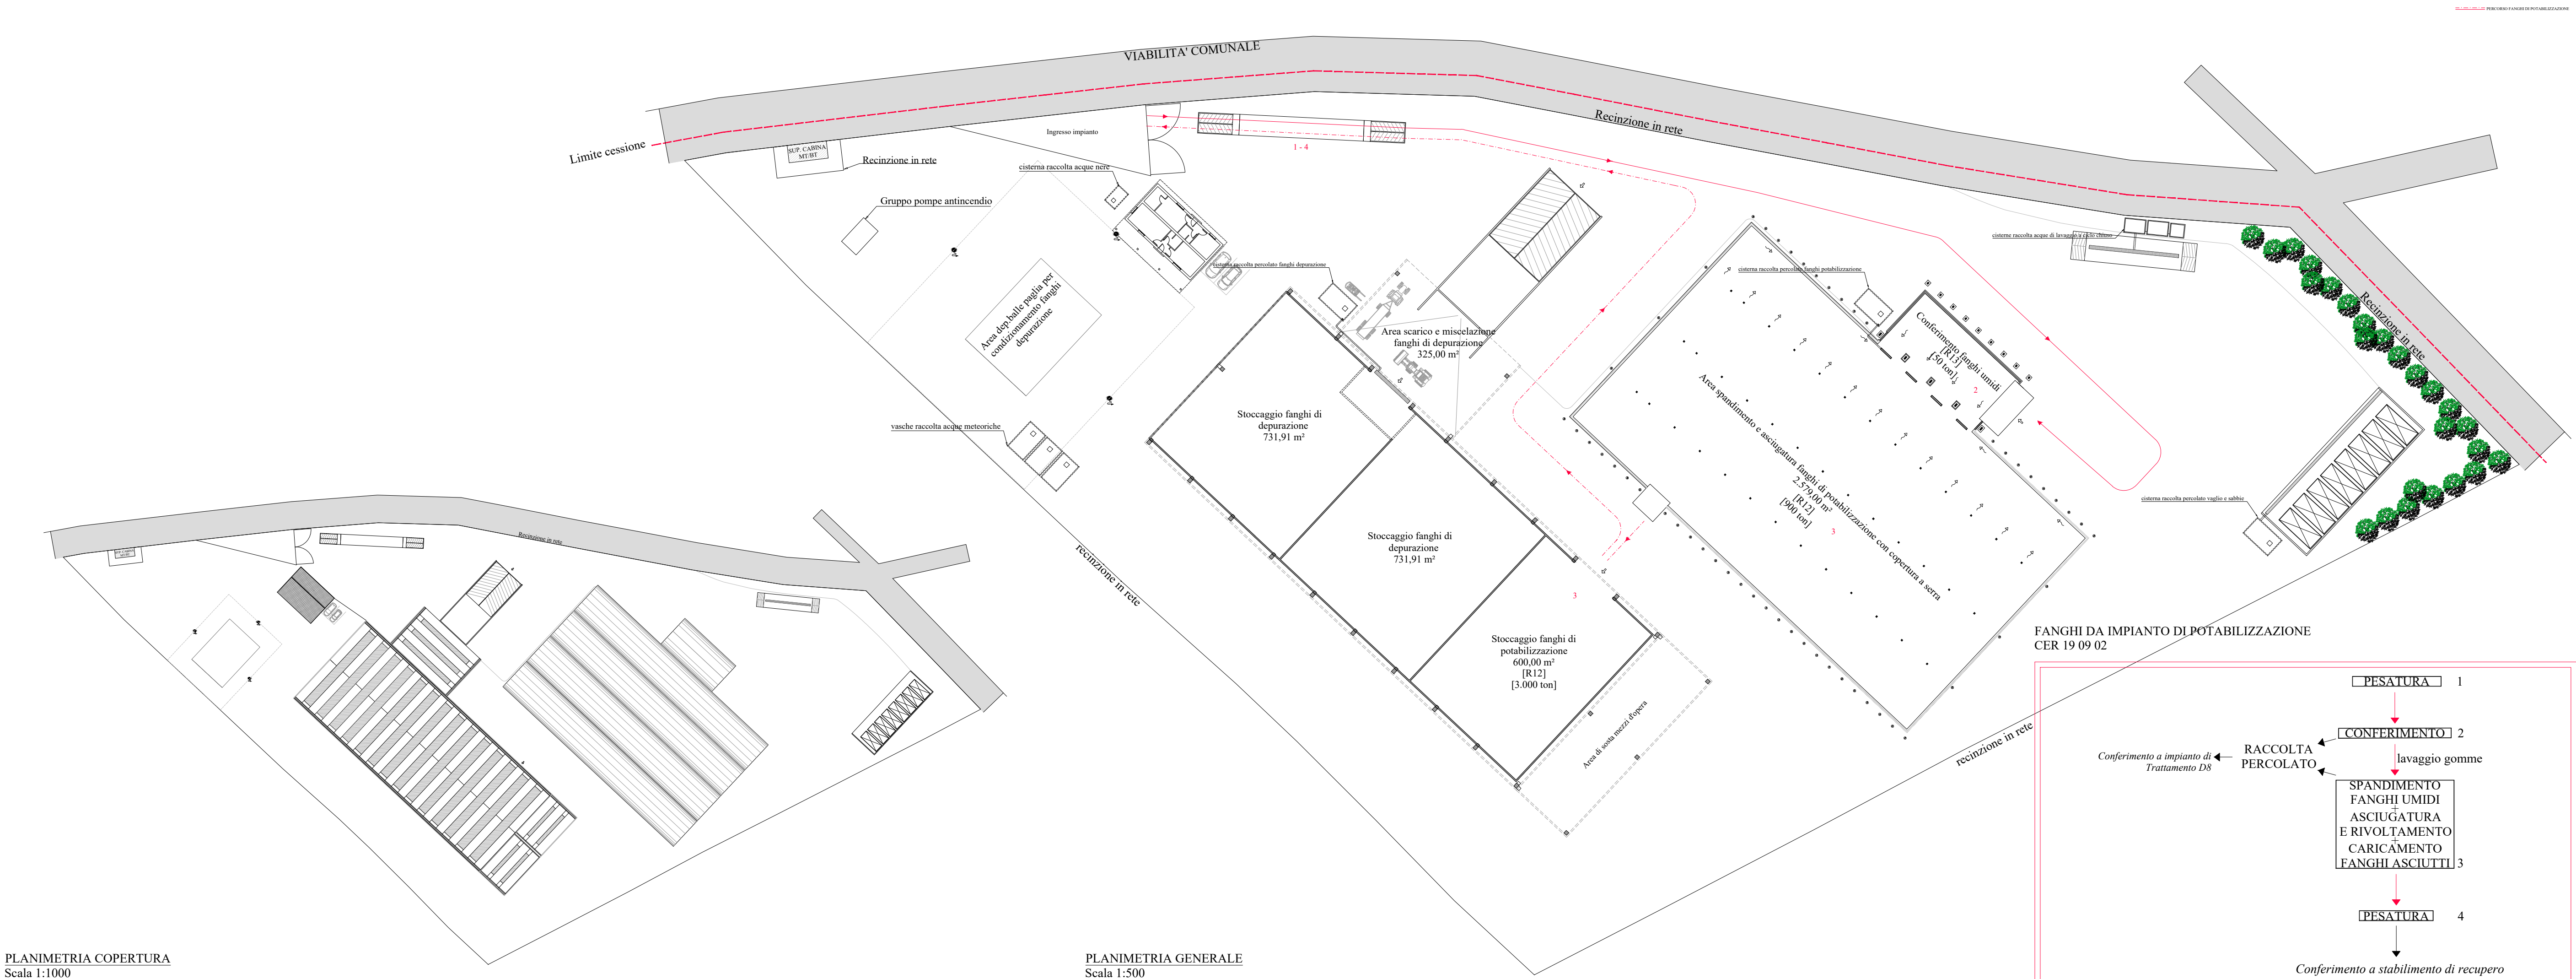 PERCORSO FANGHI DI POTABILIZZAZIONE
VIABILITA' COMUNALE
Limite cessione
SUP. CABINA
MT/BT
Recinzione in rete
Ingresso impianto
1 - 4
Recinzione in rete
cisterna raccolta acque nere
Gruppo pompe antincendio
Area dep.balle paglia per
condizionamento fanghi
depurazione
cisterna raccolta percolato fanghi depurazione
Area scarico e miscelazione
fanghi di depurazione
325,00 m²
cisterna raccolta percolato fanghi potabilizzazione
Conferimento fanghi umidi
[R13]
[50 ton]
2
cisterne raccolta acque di lavaggio a ciclo chiuso
Recinzione in rete
vasche raccolta acque meteoriche
Stoccaggio fanghi di
depurazione
731,91 m²
Stoccaggio fanghi di
depurazione
731,91 m²
Area spandimento e asciugatura fanghi di potabilizzazione con copertura a serra
2.579,00 m²
[R12]
[900 ton]
3
cisterna raccolta percolato vaglio e sabbie
recinzione in rete
3
Stoccaggio fanghi di
potabilizzazione
600,00 m²
[R12]
[3.000 ton]
Area di sosta mezzi d'opera
recinzione in rete
SUP. CABINA
MT/BT
Recinzione in rete
FANGHI DA IMPIANTO DI POTABILIZZAZIONE
CER 19 09 02
PESATURA 1
CONFERIMENTO 2
RACCOLTA
PERCOLATO
Conferimento a impianto di
Trattamento D8
lavaggio gomme
SPANDIMENTO
FANGHI UMIDI
+
ASCIUGATURA
E RIVOLTAMENTO
+
CARICAMENTO
FANGHI ASCIUTTI 3
PESATURA 4
Conferimento a stabilimento di recupero
PLANIMETRIA COPERTURA
Scala 1:1000
PLANIMETRIA GENERALE
Scala 1:500